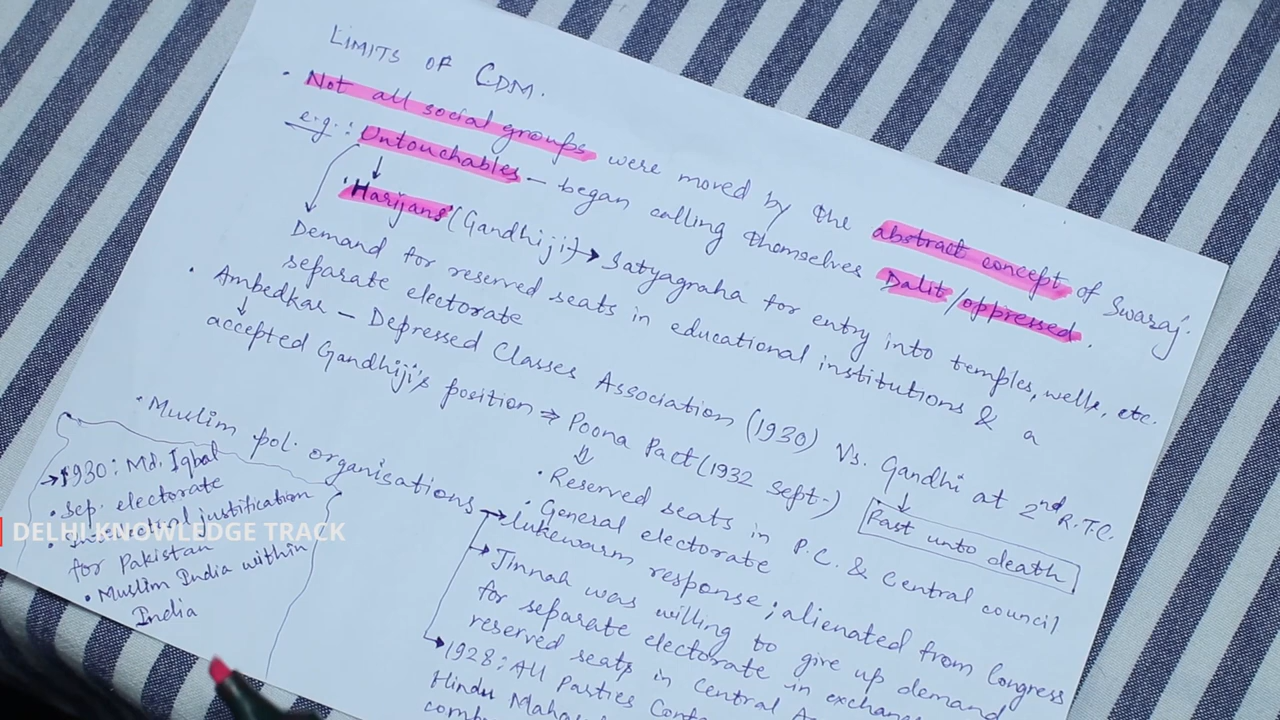 LIMITS OF CDM.
• Not all social groups were moved by the abstract concept of Swaraj.
e.g.: Untouchables – began calling themselves Dalit/oppressed.
'Harijans' (Gandhiji) → Satyagraha for entry into temples, wells, etc.
Demand for reserved seats in educational institutions & a
separate electorate
• Ambedkar – Depressed Classes Association (1930) Vs. Gandhi at 2nd R.T.C.
accepted Gandhiji's position ⇒ Poona Pact (1932 Sept.)
Fast unto death
• Reserved seats in P.C. & Central council
• General electorate
• Muslim pol. organisations → lukewarm response; alienated from Congress
→ Jinnah was willing to give up demand
for separate electorate in exchange
reserved seats in Central
→ 1928: All Parties
Hindu
→ 1930: Md. Iqbal
• Sep. electorate
• justification
for Pakistan
• Muslim India within
India
DELHI KNOWLEDGE TRACK